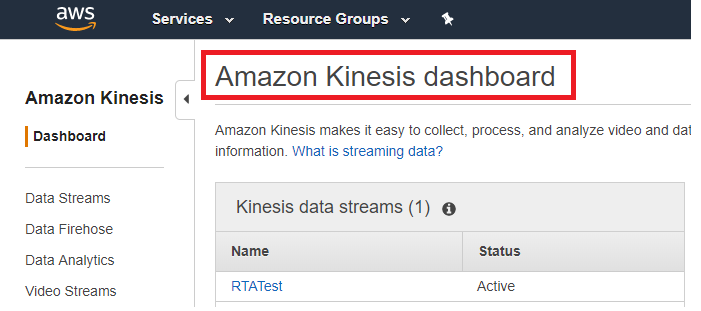 aws
Services
Resource Groups
Amazon Kinesis
Dashboard
Data Streams
Data Firehose
Data Analytics
Video Streams
Amazon Kinesis dashboard
Amazon Kinesis makes it easy to collect, process, and analyze video and dat
information. What is streaming data?
Kinesis data streams (1)
Name Status
RTATest Active